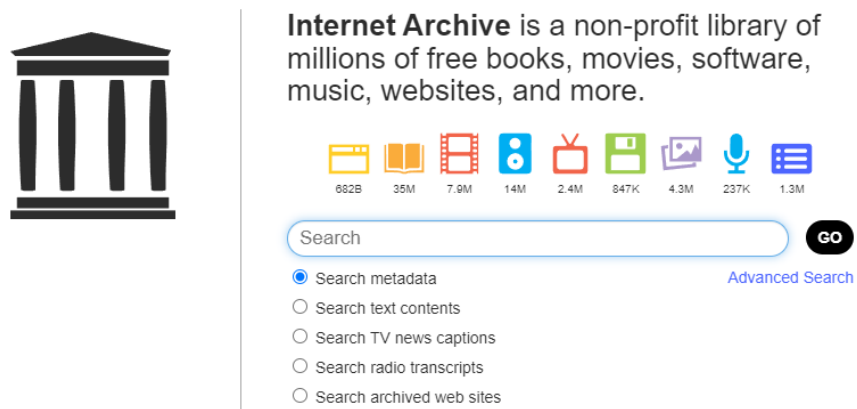 Internet Archive is a non-profit library of
millions of free books, movies, software,
music, websites, and more.
682B 35M 7.9M 14M 2.4M 847K 4.3M 237K 1.3M
Search GO
Search metadata Advanced Search
Search text contents
Search TV news captions
Search radio transcripts
Search archived web sites